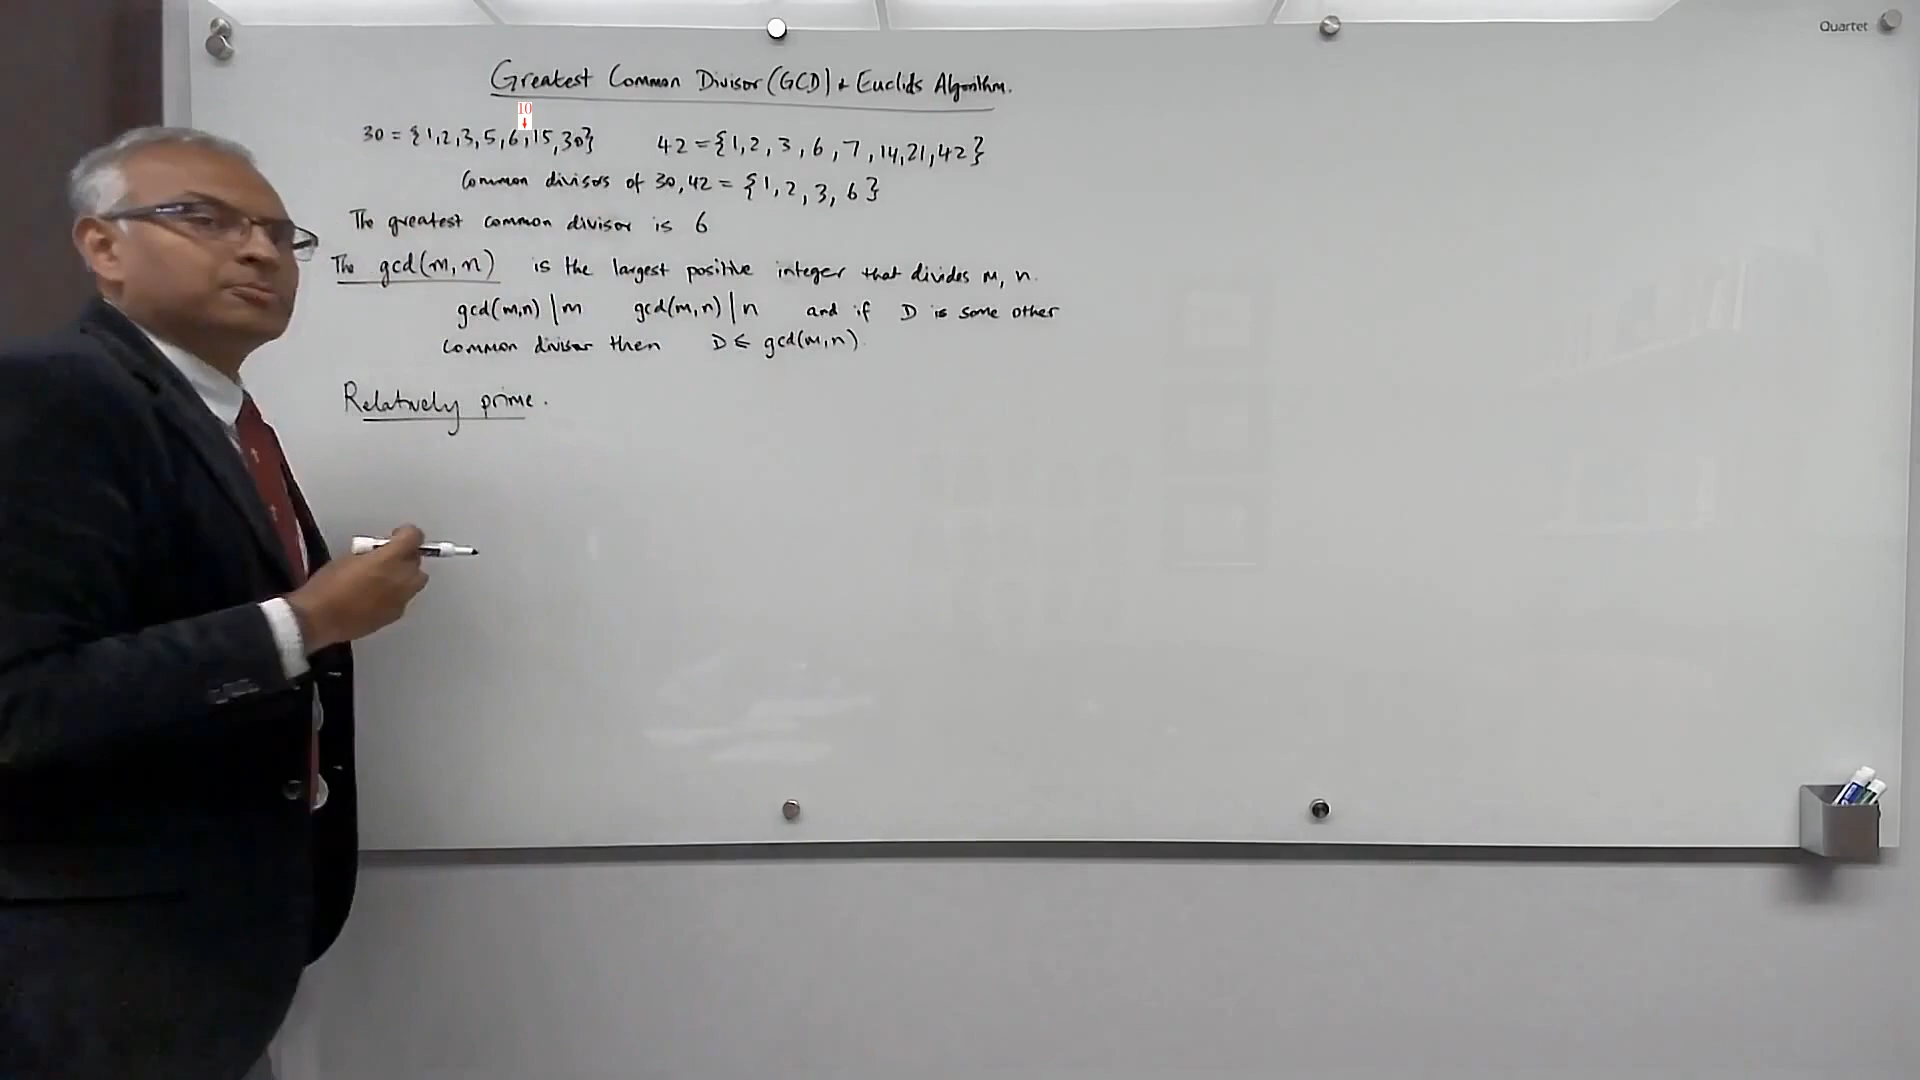 Quartet
Greatest Common Divisor (GCD) + Euclids Algorithm.
10
30 = {1,2,3,5,6,15,30} 42 = {1,2,3,6,7,14,21,42}
Common divisors of 30,42 = {1,2,3,6}
The greatest common divisor is 6
The gcd(m,n) is the largest positive integer that divides m, n.
gcd(m,n) | m gcd(m,n) | n and if D is some other
common divisor then D ≤ gcd(m,n).
Relatively prime.